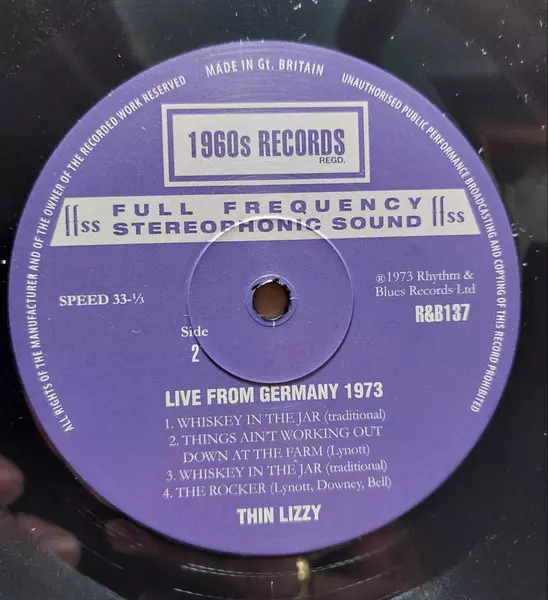 MADE IN Gt. BRITAIN
ALL RIGHTS OF THE MANUFACTURER AND OF THE OWNER OF THE RECORDED WORK RESERVED
UNAUTHORISED PUBLIC PERFORMANCE BROADCASTING AND COPYING OF THIS RECORD PROHIBITED
1960s RECORDS
REGD.
ffss FULL FREQUENCY ffss
STEREOPHONIC SOUND
SPEED 33-⅓
℗1973 Rhythm &
Blues Records Ltd
R&B137
Side
2
LIVE FROM GERMANY 1973
1. WHISKEY IN THE JAR (traditional)
2. THINGS AIN'T WORKING OUT
DOWN AT THE FARM (Lynott)
3. WHISKEY IN THE JAR (traditional)
4. THE ROCKER (Lynott, Downey, Bell)
THIN LIZZY